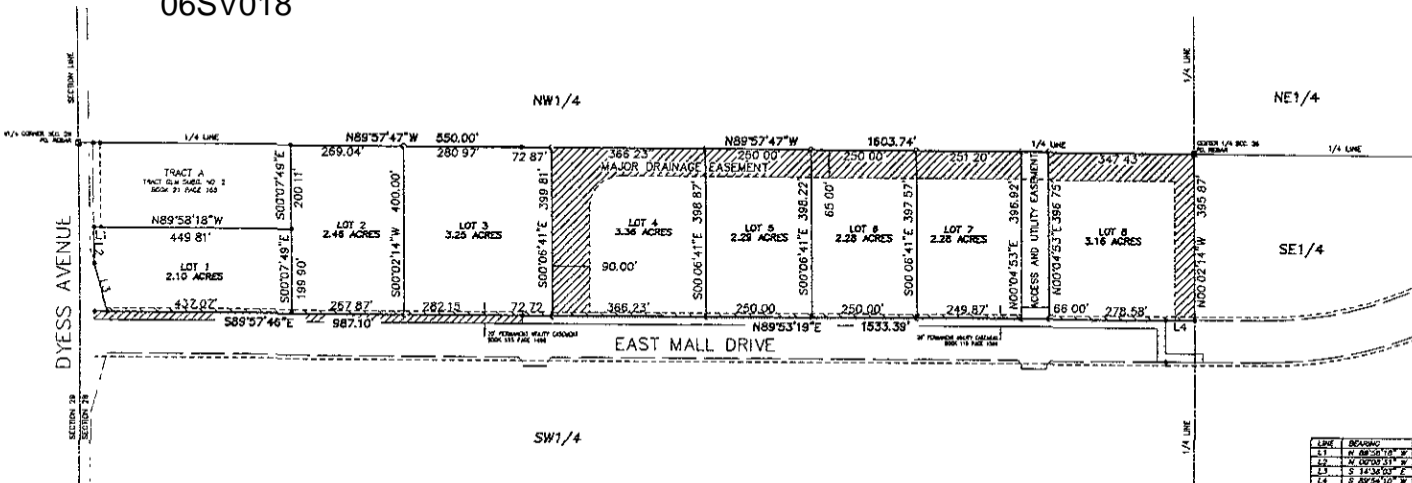 06SV018
SECTION LINE
1/4 LINE
NW1/4
NE1/4
1/4 LINE
N89°57'47"W 550.00'
N89°57'47"W 1603.74'
1/4 LINE
1/4 LINE
269.04'
280.97'
72.87'
366.23'
250.00'
250.00'
251.20'
347.43'
MAJOR DRAINAGE EASEMENT
TRACT A
S00°07'49"E
200.11'
400.00'
S00°02'14"W
399.81'
S00°06'41"E
398.87'
S00°06'41"E
398.22'
S00°06'41"E
65.00'
397.57'
S00°06'41"E
396.92'
N00°04'53"E
ACCESS AND UTILITY EASEMENT
N00°04'53"E 396.75'
395.87'
N00°02'14"W
N89°58'18"W
449.81'
LOT 1
2.10 ACRES
LOT 2
2.48 ACRES
LOT 3
3.25 ACRES
LOT 4
3.36 ACRES
LOT 5
2.29 ACRES
LOT 6
2.28 ACRES
LOT 7
2.28 ACRES
LOT 8
3.16 ACRES
SE1/4
L2
L3
S00°07'49"E
199.90'
90.00'
DYESS AVENUE
437.07'
257.87'
282.15
72.72
366.23'
250.00
250.00'
249.87'
66.00'
278.58'
L4
S89°57'46"E 987.10'
N89°53'19"E 1533.39'
EAST MALL DRIVE
SECTION 29
SECTION 28
SW1/4
1/4 LINE
LINE BEARING
L1
L2
L3
L4